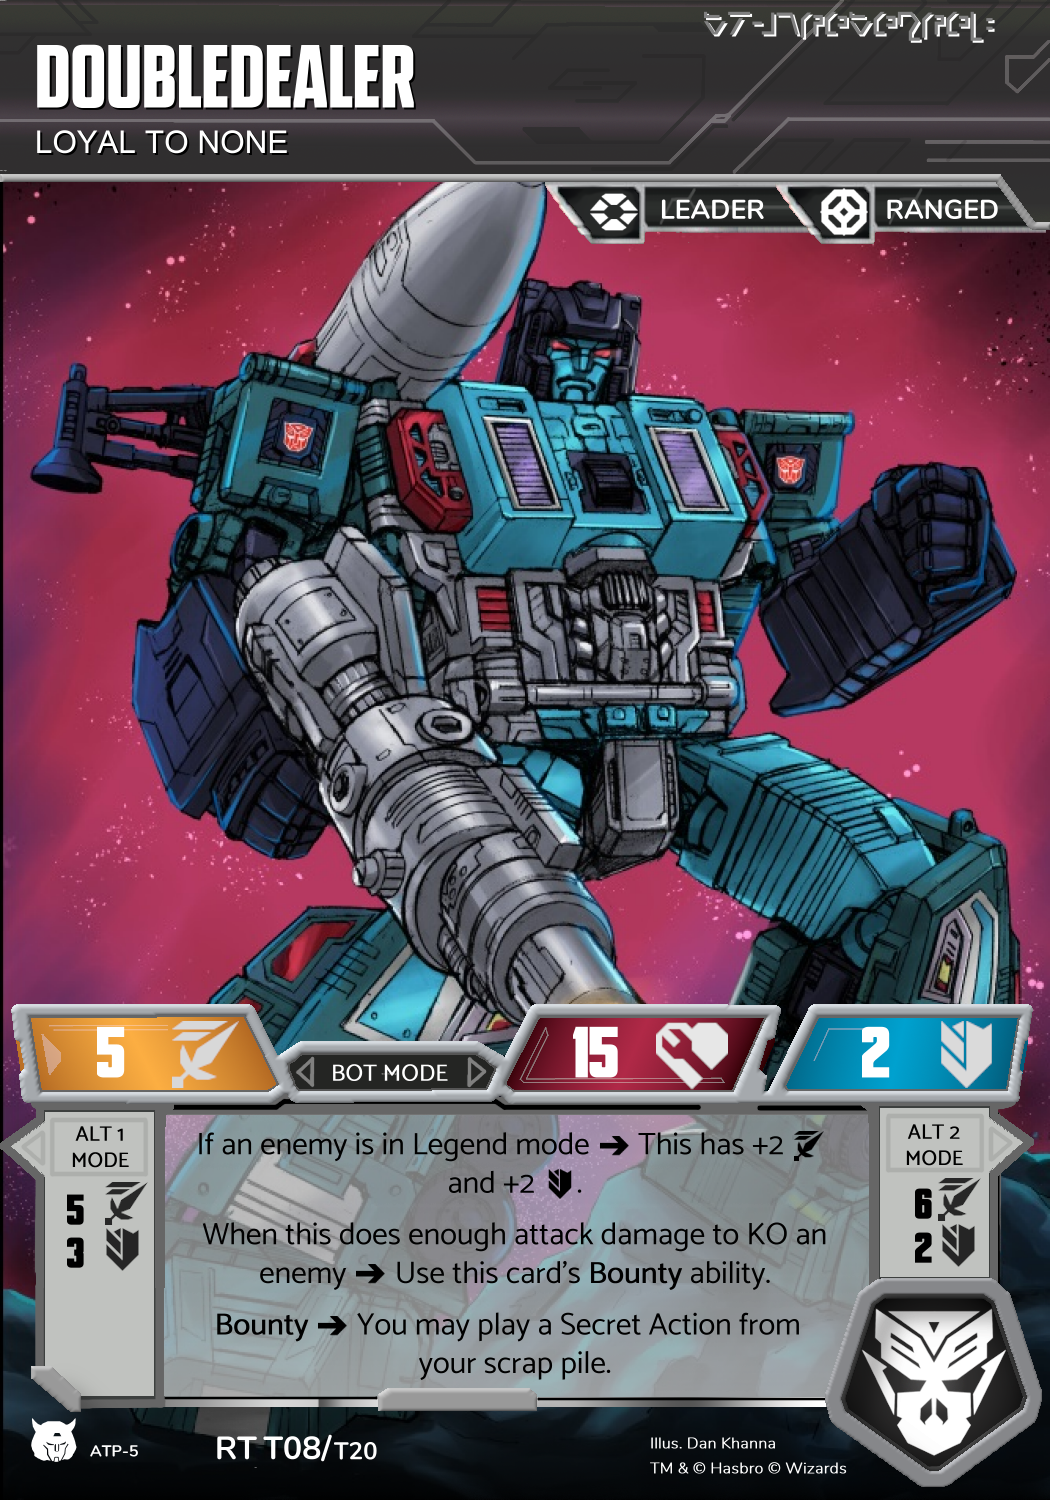 DOUBLEDEALER
LOYAL TO NONE
LEADER
RANGED
5
15
2
BOT MODE
ALT 1
MODE
5
3
ALT 2
MODE
6
2
If an enemy is in Legend mode ➔ This has +2
and +2 .
When this does enough attack damage to KO an
enemy ➔ Use this card's Bounty ability.
Bounty ➔ You may play a Secret Action from
your scrap pile.
ATP-5
RT T08/T20
Illus. Dan Khanna
TM & © Hasbro © Wizards